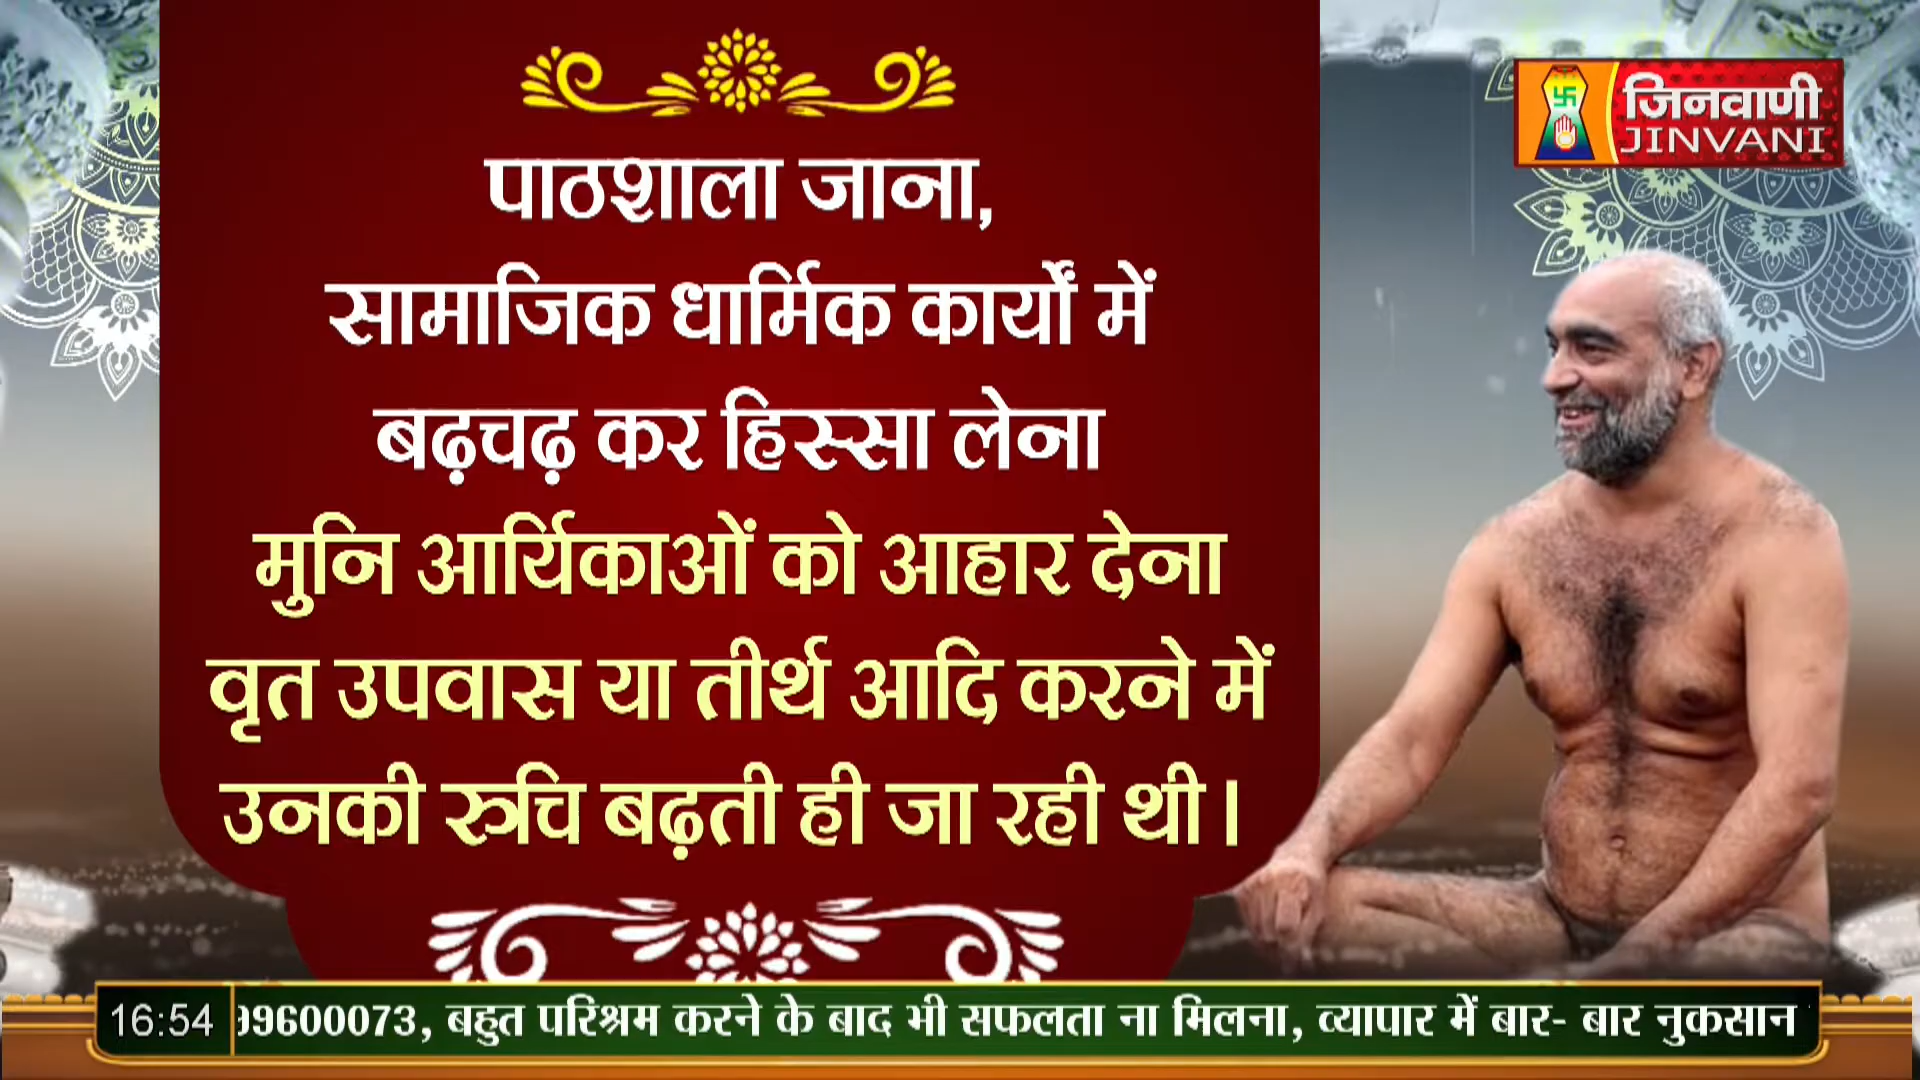 जिनवाणी
JINVANI
पाठशाला जाना,
सामाजिक धार्मिक कार्यों में
बढ़चढ़ कर हिस्सा लेना
मुनि आर्यिकाओं को आहार देना
वृत उपवास या तीर्थ आदि करने में
उनकी रुचि बढ़ती ही जा रही थी।
16:54
99600073, बहुत परिश्रम करने के बाद भी सफलता ना मिलना, व्यापार में बार- बार नुकसान